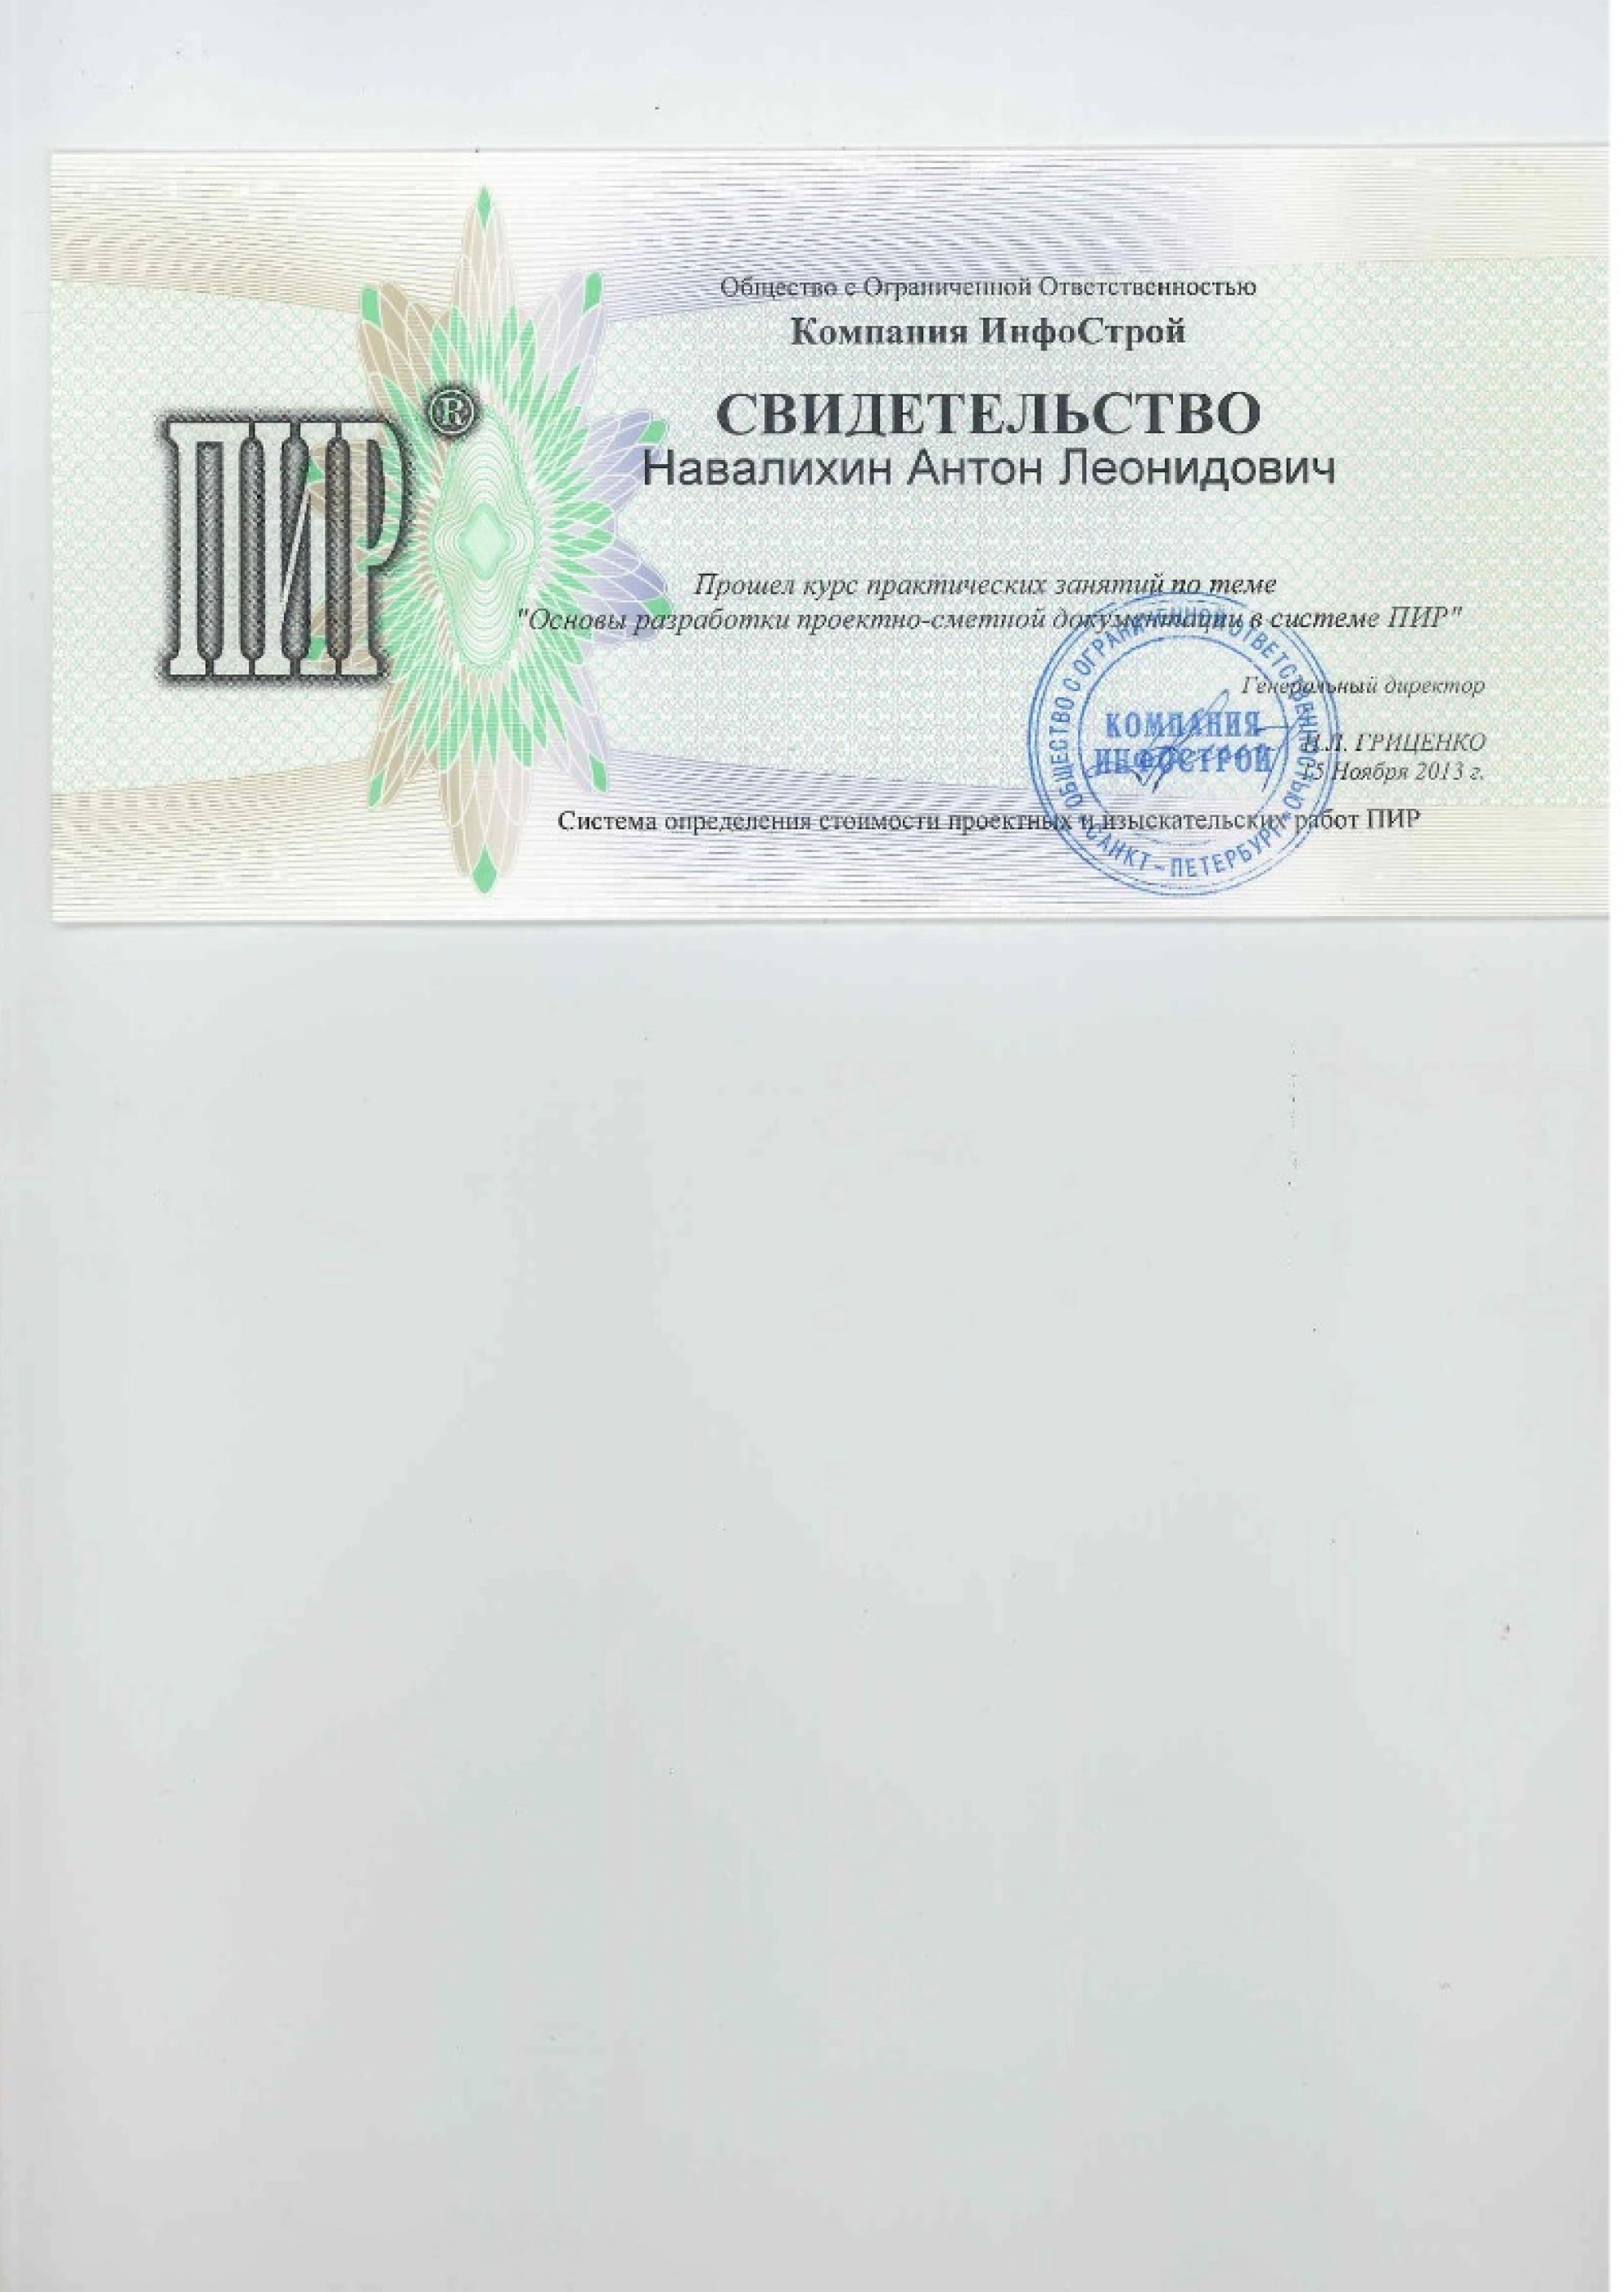 Общество с Ограниченной Ответственностью
Компания ИнфоСтрой
СВИДЕТЕЛЬСТВО
Навалихин Антон Леонидович
ПИР®
Прошел курс практических занятий по теме
"Основы разработки проектно-сметной документации в системе ПИР"
Генеральный директор
ГРИЦЕНКО
15 Ноября 2013 г.
Система определения стоимости проектных и изыскательских работ ПИР
ОБЩЕСТВО С ОГРАНИЧЕННОЙ ОТВЕТСТВЕННОСТЬЮ
КОМПАНИЯ
ИНФОСТРОЙ
САНКТ-ПЕТЕРБУРГ